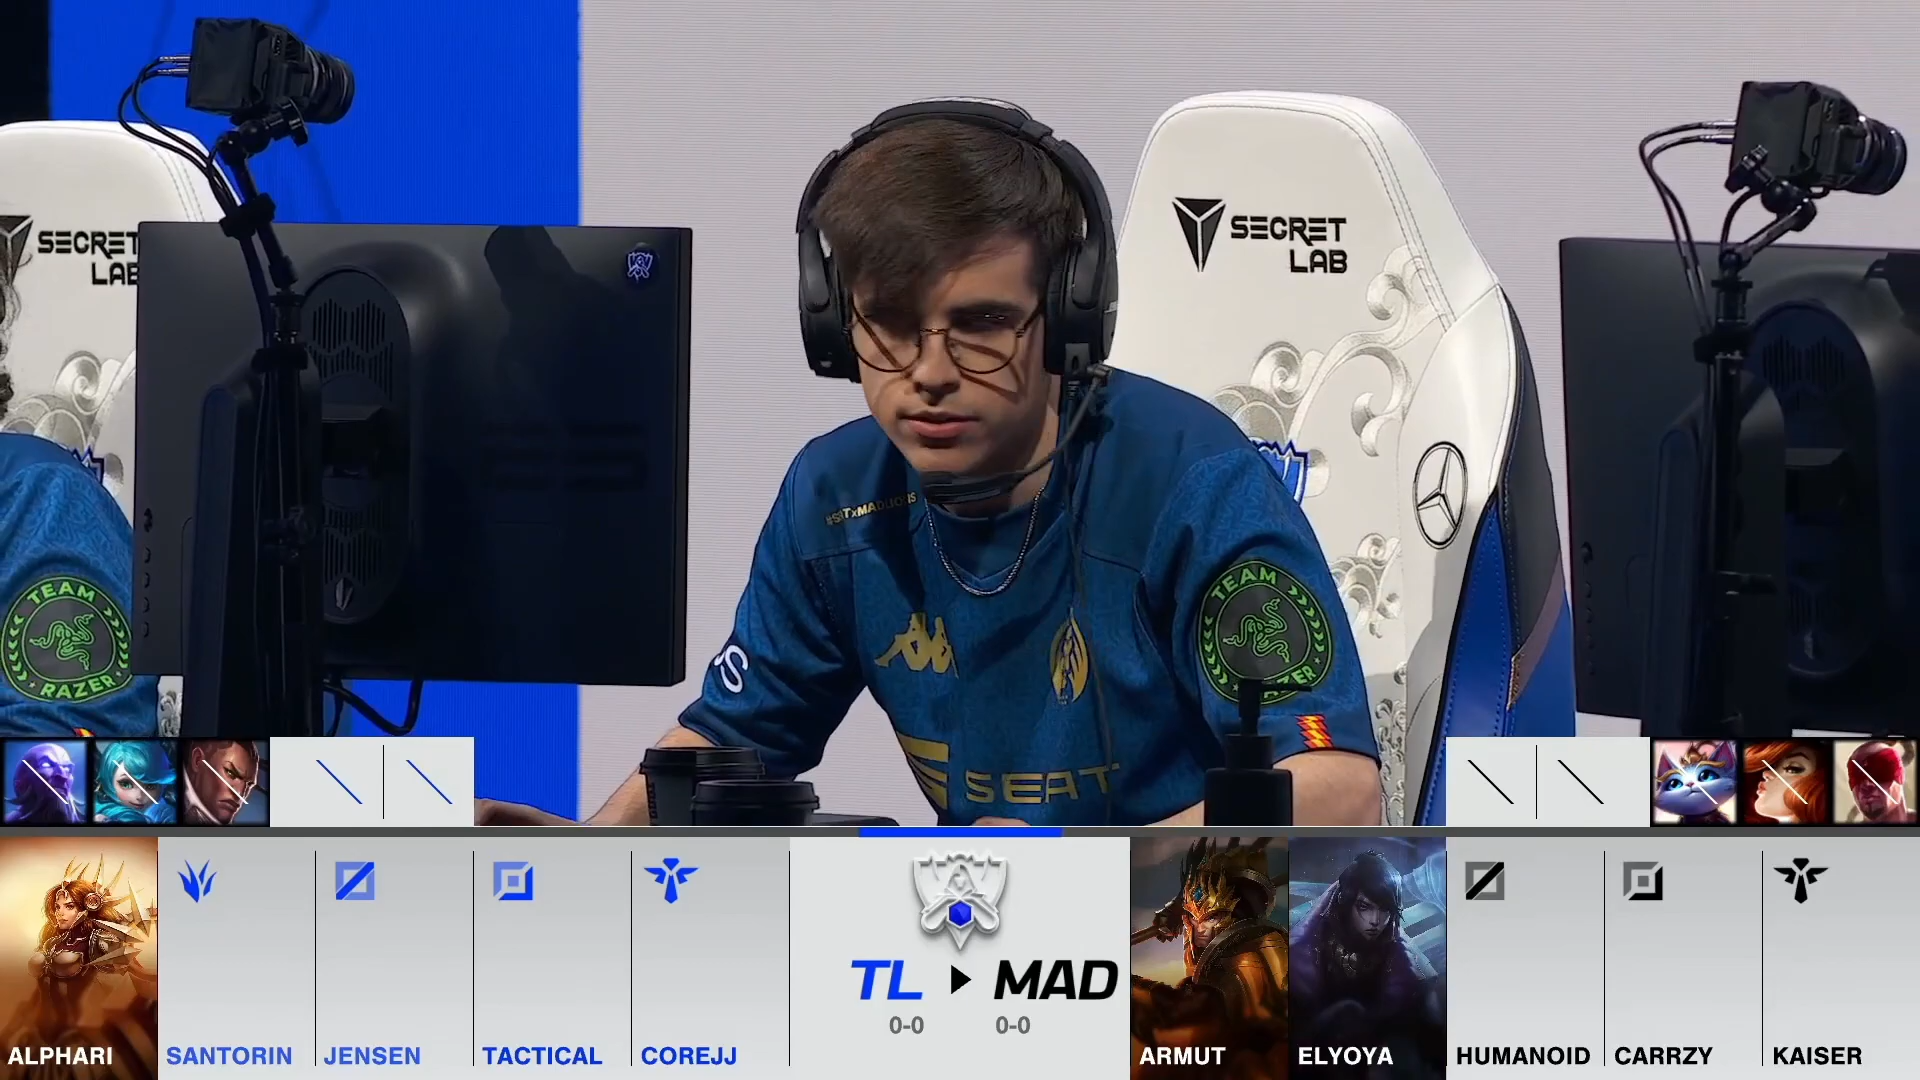 SECRET
LAB
SECRET
LAB
#SEATxMADLIONS
TEAM
RAZER
TEAM
RAZER
S
SEAT
TL
MAD
0-0
0-0
ALPHARI
SANTORIN
JENSEN
TACTICAL
COREJJ
ARMUT
ELYOYA
HUMANOID
CARRZY
KAISER